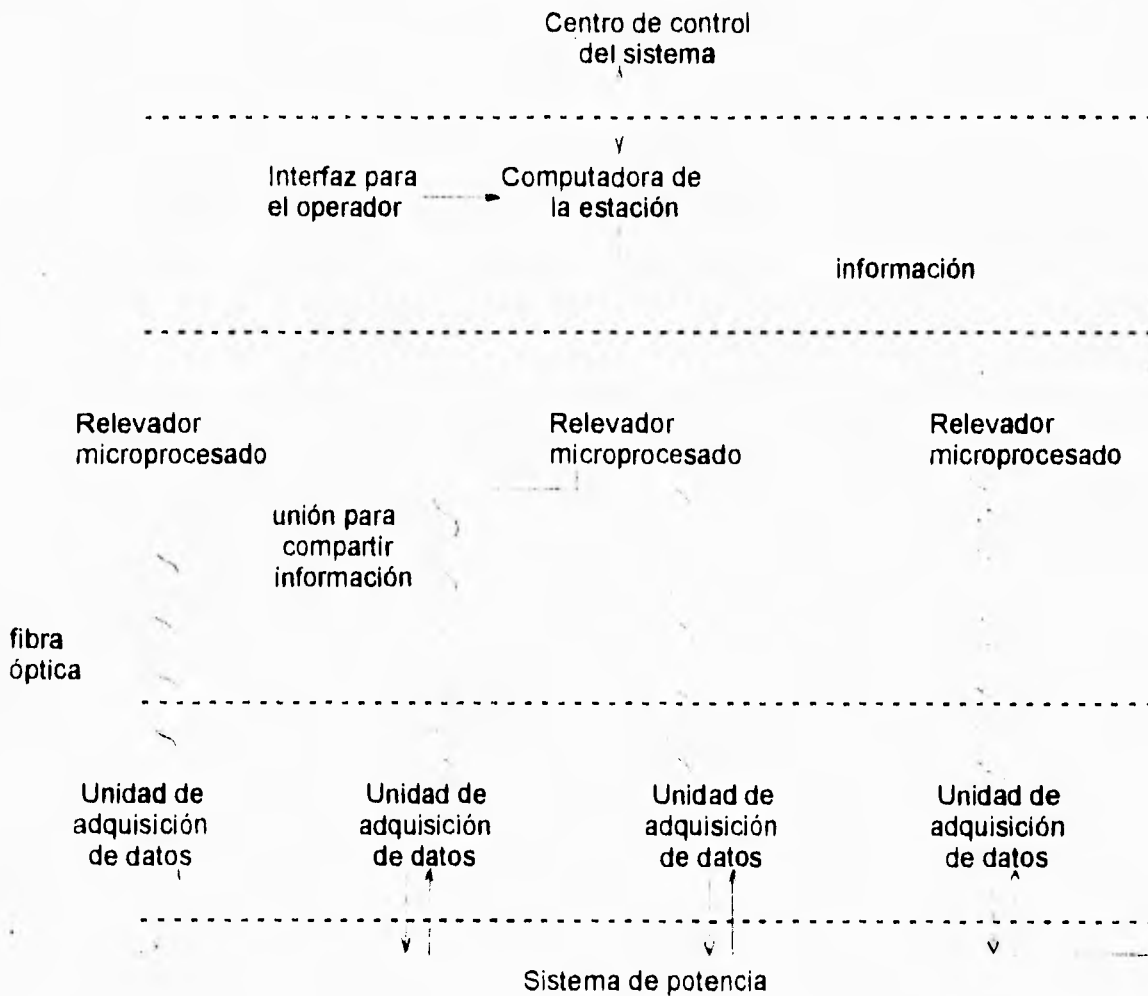 Centro de control
del sistema
Interfaz para
el operador
Computadora de
la estación
información
Relevador
microprocesado
Relevador
microprocesado
Relevador
microprocesado
unión para
compartir
información
fibra
óptica
Unidad de
adquisición
de datos
Unidad de
adquisición
de datos
Unidad de
adquisición
de datos
Unidad de
adquisición
de datos
Sistema de potencia